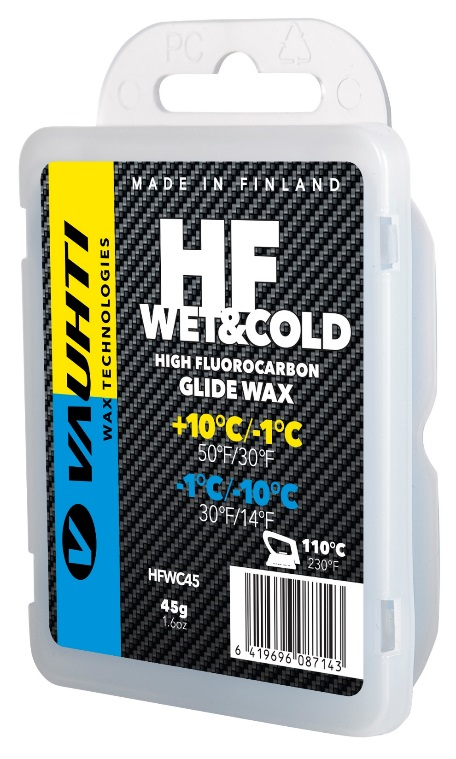 PC
MADE IN FINLAND
VAUHTI
WAX TECHNOLOGIES
HF
WET&COLD
HIGH FLUOROCARBON
GLIDE WAX
+10°C/-1°C
50°F/30°F
-1°C/-10°C
30°F/14°F
110°C
230°F
HFWC45
45g
1.6oz
6 419696 087143